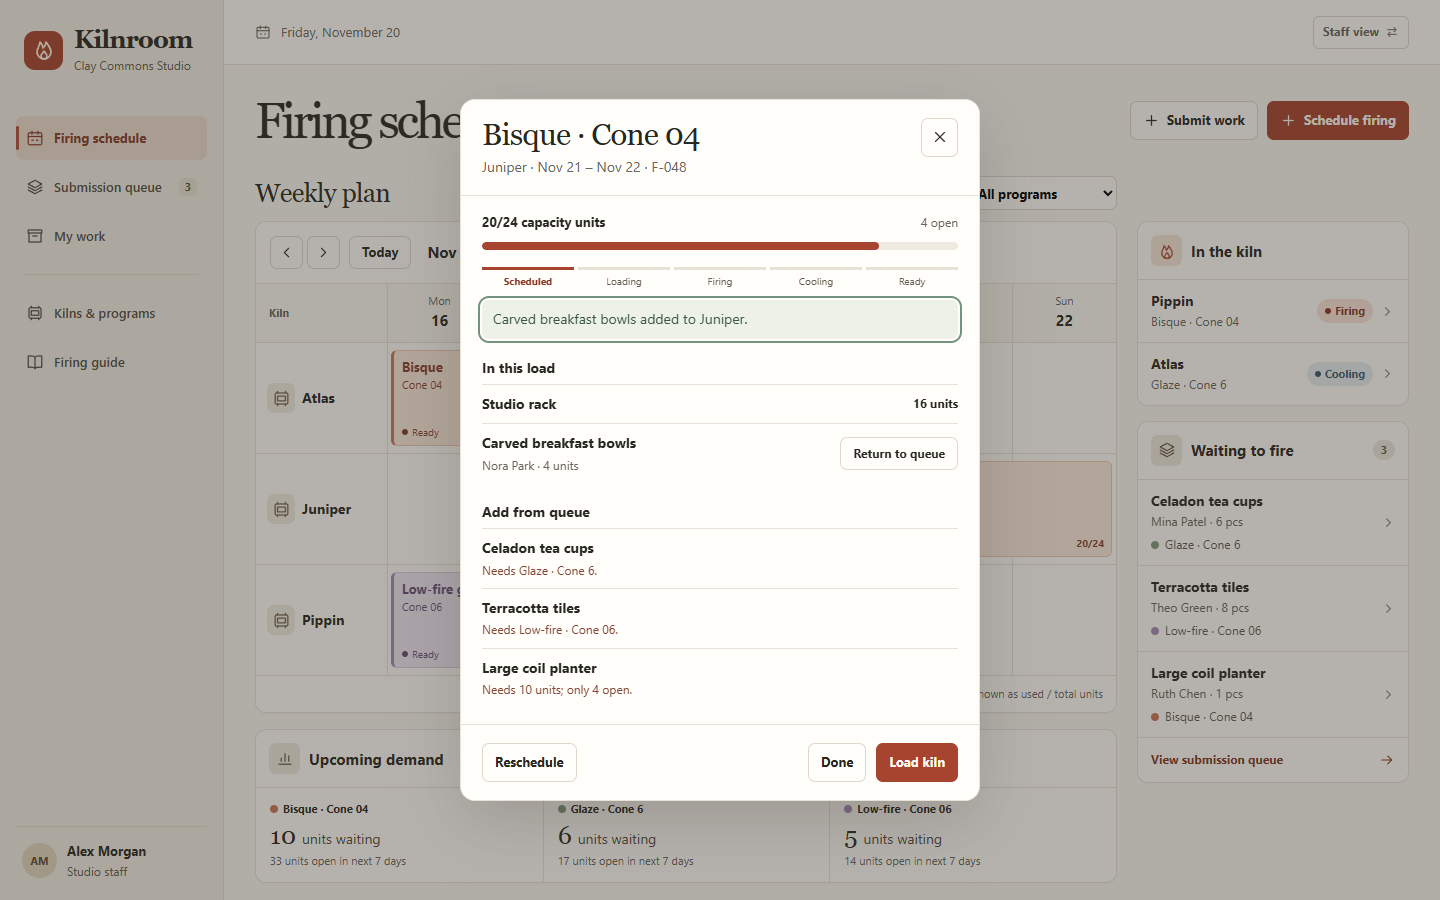 Kilnroom
Clay Commons Studio
Firing schedule
Submission queue 3
My work
Kilns & programs
Firing guide
AM
Alex Morgan
Studio staff
Friday, November 20
Staff view
Firing sche
Submit work
Schedule firing
Weekly plan
All programs
Today
Nov
Kiln
Mon
16
Sun
22
Atlas
Bisque
Cone 04
Ready
Juniper
20/24
Pippin
Low-fire
Cone 06
Ready
own as used / total units
Upcoming demand
Bisque · Cone 04
10 units waiting
33 units open in next 7 days
Glaze · Cone 6
6 units waiting
17 units open in next 7 days
Low-fire · Cone 06
5 units waiting
14 units open in next 7 days
In the kiln
Pippin
Bisque · Cone 04
Firing
Atlas
Glaze · Cone 6
Cooling
Waiting to fire 3
Celadon tea cups
Mina Patel · 6 pcs
Glaze · Cone 6
Terracotta tiles
Theo Green · 8 pcs
Low-fire · Cone 06
Large coil planter
Ruth Chen · 1 pcs
Bisque · Cone 04
View submission queue
Bisque · Cone 04
Juniper · Nov 21 – Nov 22 · F-048
20/24 capacity units
4 open
Scheduled
Loading
Firing
Cooling
Ready
Carved breakfast bowls added to Juniper.
In this load
Studio rack
16 units
Carved breakfast bowls
Nora Park · 4 units
Return to queue
Add from queue
Celadon tea cups
Needs Glaze · Cone 6.
Terracotta tiles
Needs Low-fire · Cone 06.
Large coil planter
Needs 10 units; only 4 open.
Reschedule
Done
Load kiln